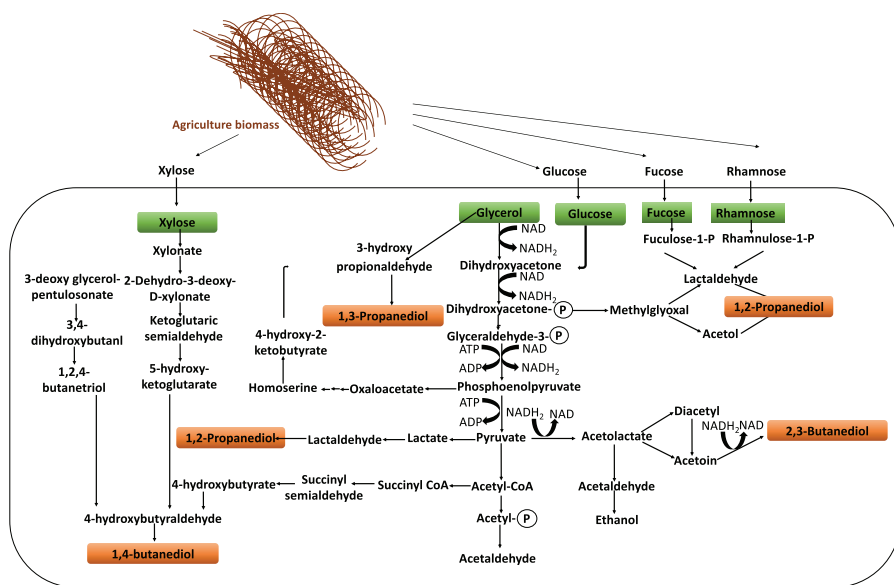 Agriculture biomass
Xylose
Glucose
Fucose
Rhamnose
Xylose
Glycerol
Glucose
Fucose
Rhamnose
Xylonate
3-hydroxy
propionaldehyde
NAD
NADH2
Fuculose-1-P
Rhamnulose-1-P
3-deoxy glycerol-
pentulosonate
2-Dehydro-3-deoxy-
D-xylonate
Dihydroxyacetone
NAD
NADH2
Lactaldehyde
1,3-Propanediol
Dihydroxyacetone- P
Methylglyoxal
1,2-Propanediol
3,4-
dihydroxybutanl
Ketoglutaric
semialdehyde
4-hydroxy-2-
ketobutyrate
Glyceraldehyde-3- P
Acetol
ATP
ADP
NAD
NADH2
1,2,4-
butanetriol
5-hydroxy-
ketoglutarate
Homoserine
Oxaloacetate
Phosphoenolpyruvate
ATP
ADP
NADH2 NAD
Diacetyl
NADH2 NAD
1,2-Propanediol
Lactaldehyde
Lactate
Pyruvate
Acetolactate
2,3-Butanediol
Acetoin
4-hydroxybutyrate
Succinyl
semialdehyde
Succinyl CoA
Acetyl-CoA
Acetaldehyde
4-hydroxybutyraldehyde
Acetyl- P
Ethanol
1,4-butanediol
Acetaldehyde